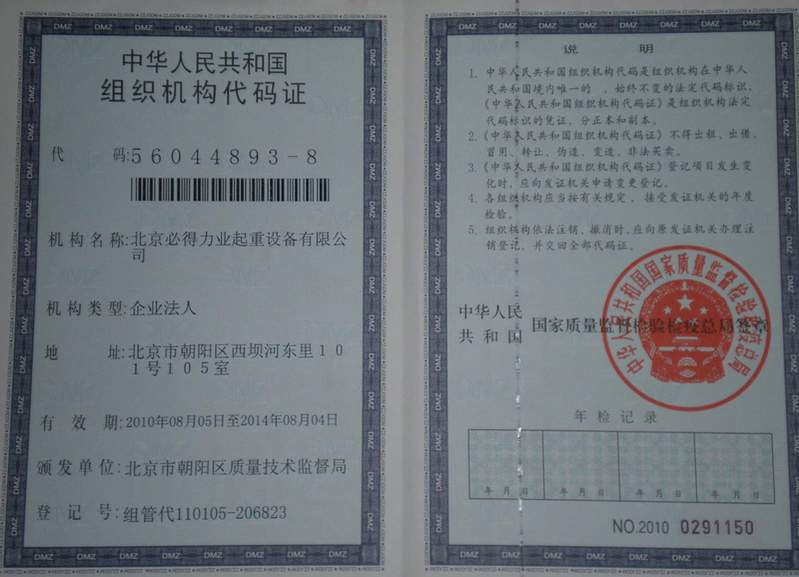 中华人民共和国
组织机构代码证
代 码:56044893-8
机构名称:北京必得力业起重设备有限公
司
机构类型:企业法人
地 址:北京市朝阳区西坝河东里10
1号105室
有 效 期:2010年08月05日至2014年08月04日
颁发单位:北京市朝阳区质量技术监督局
登 记 号:组管代110105-206823
说 明
1. 中华人民共和国组织机构代码是组织机构在中华人
民共和国境内唯一的 、始终不变的法定代码标识,
《中华人民共和国组织机构代码证》是组织机构法定
代码标识的凭证,分正本和副本。
2.《中华人民共和国组织机构代码证》不得出租、出借、
冒用、转让、伪造、变造、非法买卖。
3.《中华人民共和国组织机构代码证》登记项目发生变
化时,应向发证机关申请变更登记。
4. 各组织机构应当按有关规定,接受发证机关的年度
检验。
5. 组织机构依法注销、撤消时,应向原发证机关办理注
销登记,并交回全部代码证。
中华人民
共 和 国
国家质量监督检验检疫总局签章
中华人民共和国国家质量监督检验检疫总局
年检记录
年 月 日
年 月 日
年 月 日
年 月 日
NO.2010 0291150